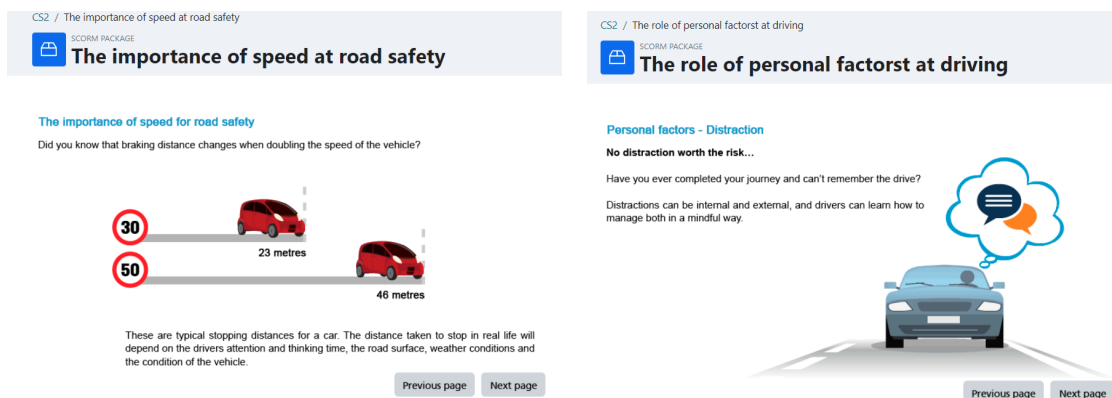 CS2 / The importance of speed at road safety
SCORM PACKAGE
The importance of speed at road safety
The importance of speed for road safety
Did you know that braking distance changes when doubling the speed of the vehicle?
30
23 metres
50
46 metres
These are typical stopping distances for a car. The distance taken to stop in real life will
depend on the drivers attention and thinking time, the road surface, weather conditions and
the condition of the vehicle.
Previous page Next page
CS2 / The role of personal factorst at driving
SCORM PACKAGE
The role of personal factorst at driving
Personal factors - Distraction
No distraction worth the risk...
Have you ever completed your journey and can't remember the drive?
Distractions can be internal and external, and drivers can learn how to
manage both in a mindful way.
Previous page Next page